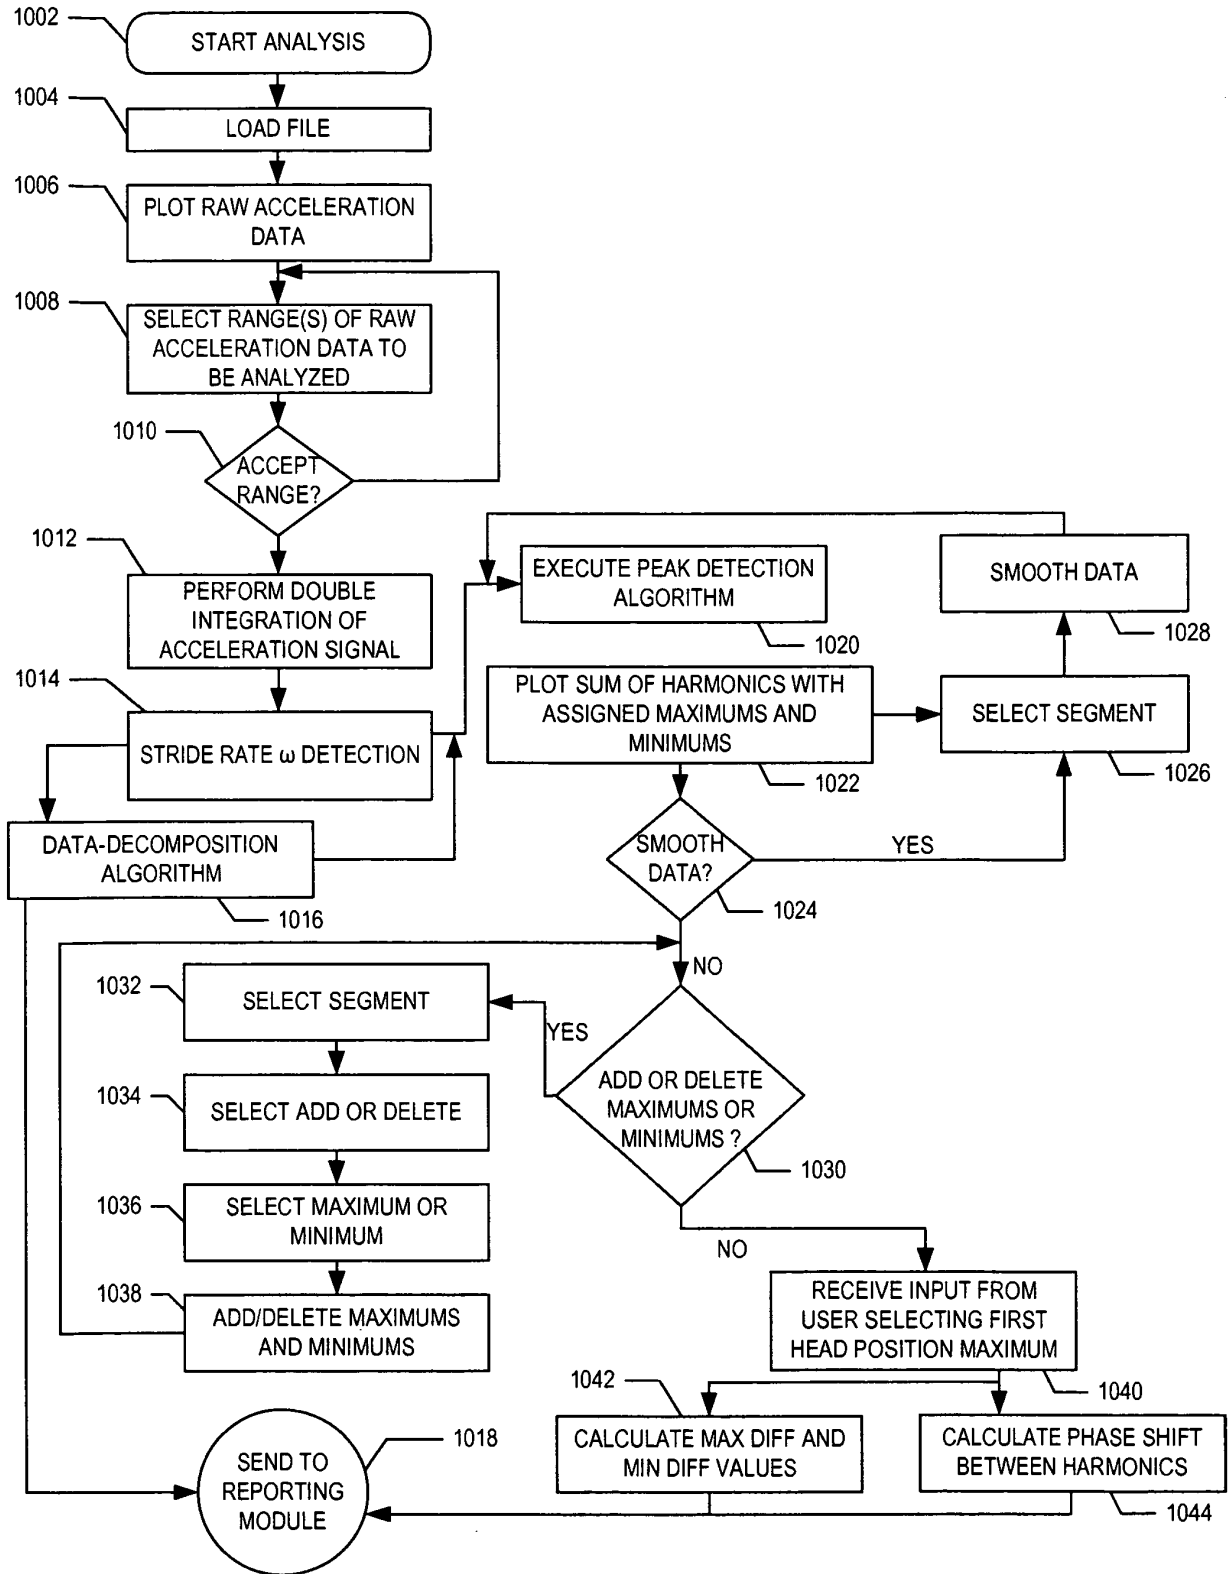 1002
START ANALYSIS
1004
LOAD FILE
1006
PLOT RAW ACCELERATION
DATA
1008
SELECT RANGE(S) OF RAW
ACCELERATION DATA TO
BE ANALYZED
1010
ACCEPT
RANGE?
1012
PERFORM DOUBLE
INTEGRATION OF
ACCELERATION SIGNAL
1014
STRIDE RATE ω DETECTION
DATA-DECOMPOSITION
ALGORITHM
1016
EXECUTE PEAK DETECTION
ALGORITHM
1020
SMOOTH DATA
1028
PLOT SUM OF HARMONICS WITH
ASSIGNED MAXIMUMS AND
MINIMUMS
1022
SELECT SEGMENT
1026
SMOOTH
DATA?
YES
1024
NO
1032
SELECT SEGMENT
YES
1034
SELECT ADD OR DELETE
ADD OR DELETE
MAXIMUMS OR
MINIMUMS ?
1030
1036
SELECT MAXIMUM OR
MINIMUM
NO
1038
ADD/DELETE MAXIMUMS
AND MINIMUMS
RECEIVE INPUT FROM
USER SELECTING FIRST
HEAD POSITION MAXIMUM
1040
1042
CALCULATE MAX DIFF AND
MIN DIFF VALUES
CALCULATE PHASE SHIFT
BETWEEN HARMONICS
1044
1018
SEND TO
REPORTING
MODULE